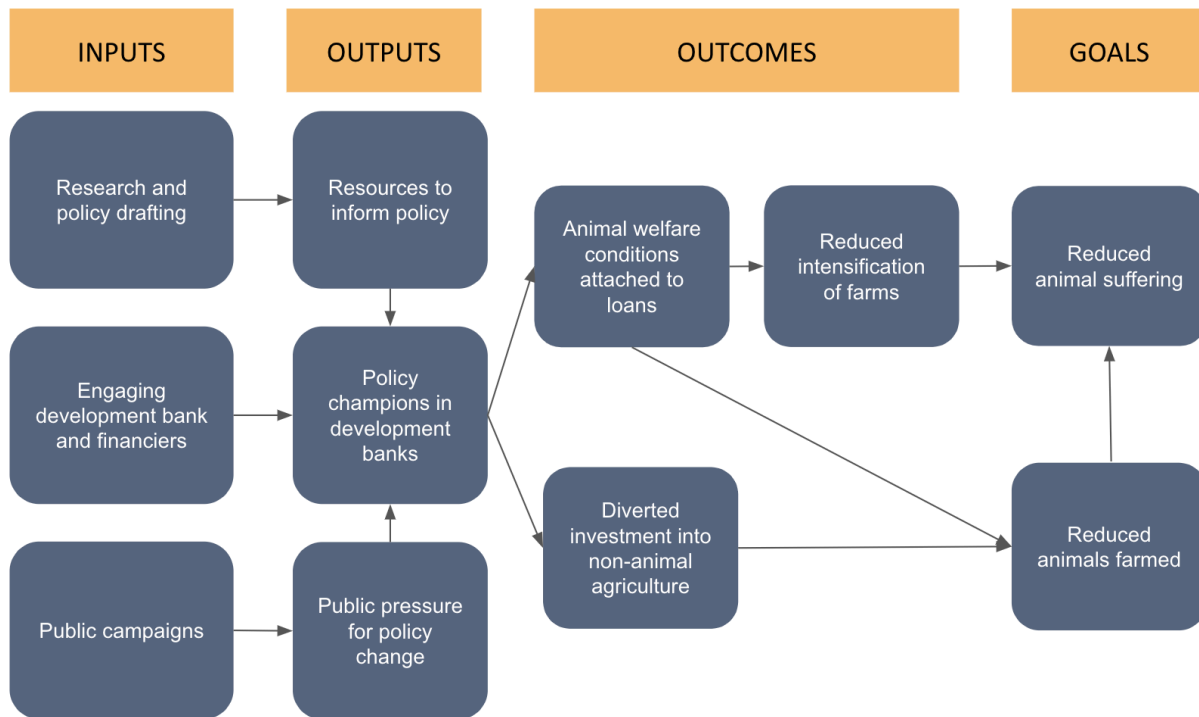 INPUTS
OUTPUTS
OUTCOMES
GOALS
Research and
policy drafting
Resources to
inform policy
Animal welfare
conditions
attached to
loans
Reduced
intensification
of farms
Reduced
animal suffering
Engaging
development bank
and financiers
Policy
champions in
development
banks
Diverted
investment into
non-animal
agriculture
Reduced
animals farmed
Public campaigns
Public pressure
for policy
change